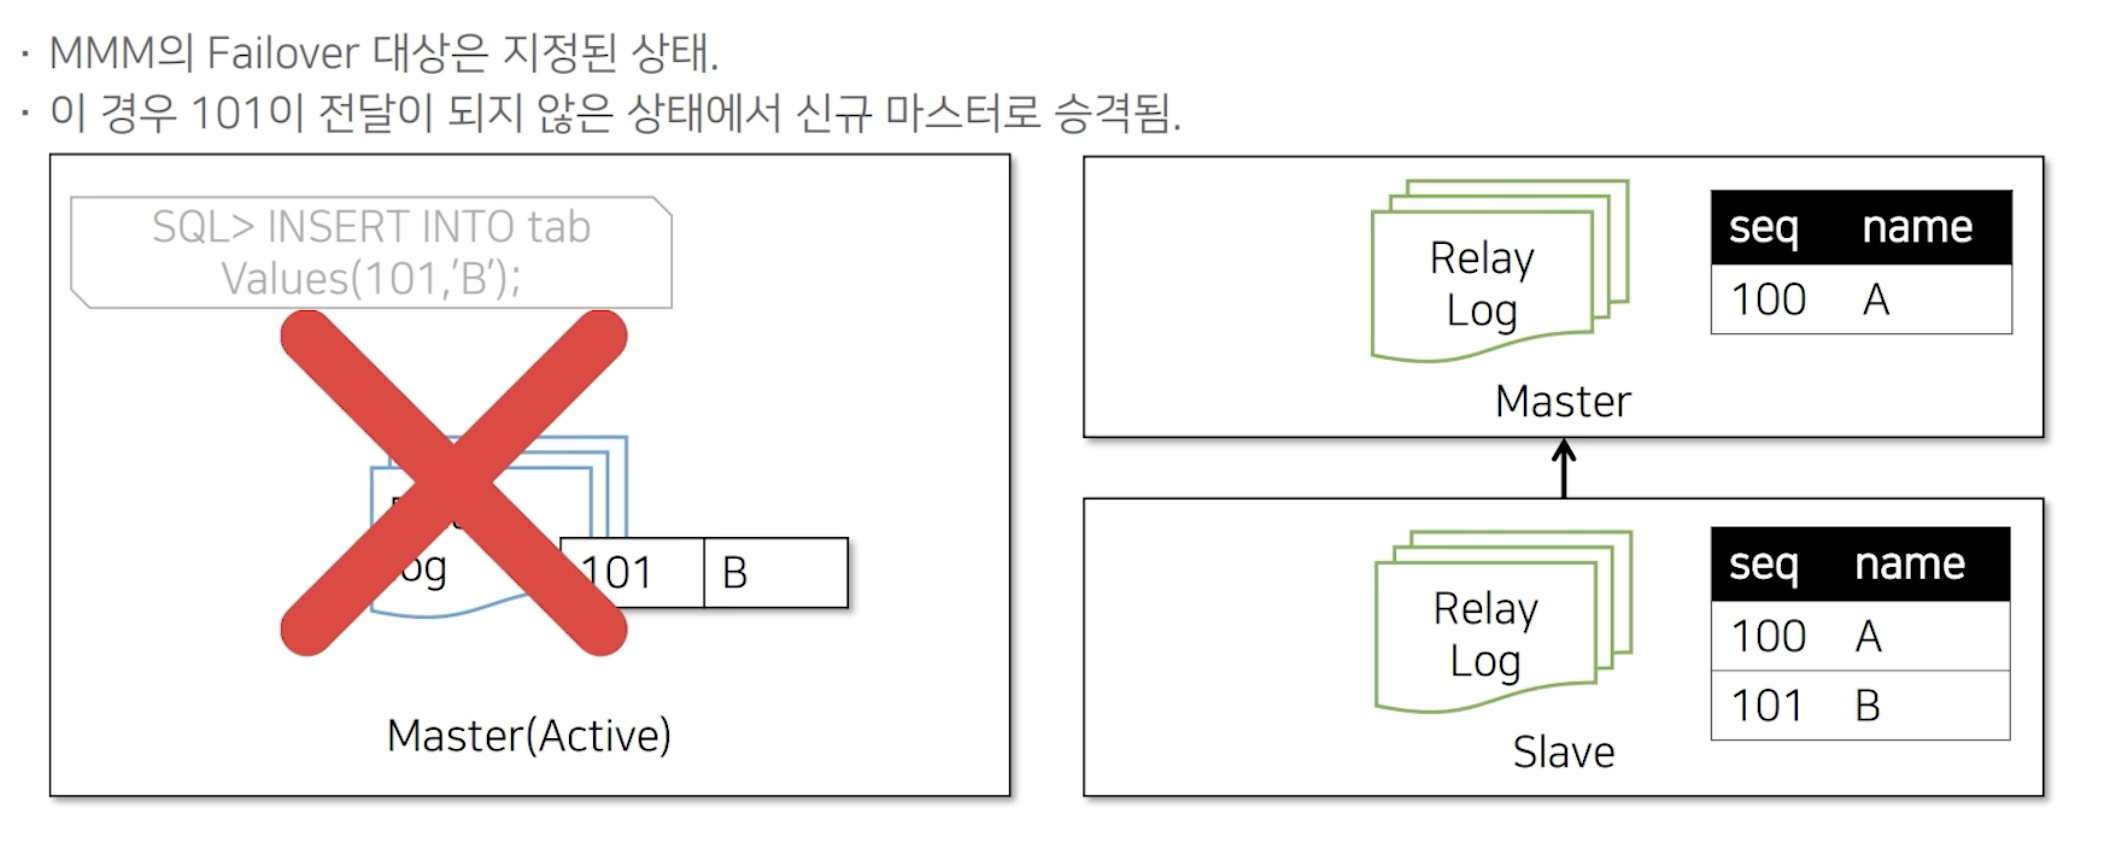 · MMM의 Failover 대상은 지정된 상태.
· 이 경우 101이 전달이 되지 않은 상태에서 신규 마스터로 승격됨.
SQL> INSERT INTO tab
Values(101,'B');
101 B
Master(Active)
Relay
Log
seq name
100 A
Master
Relay
Log
seq name
100 A
101 B
Slave